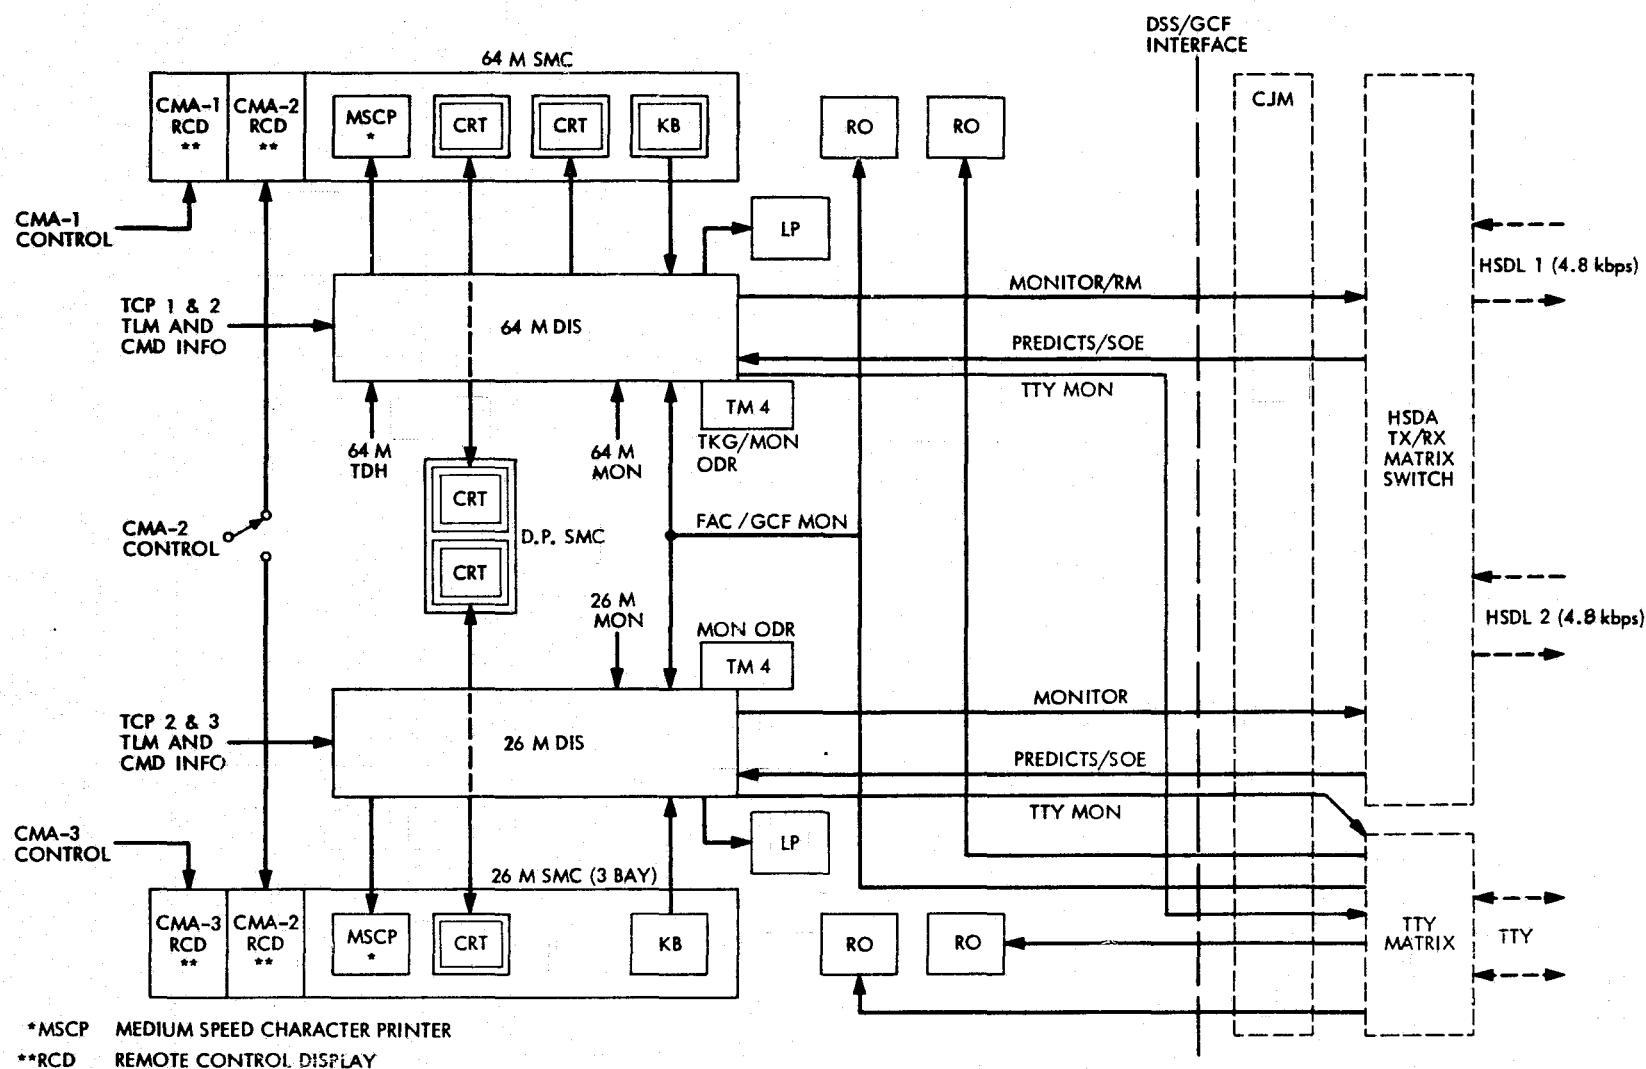 DSS/GCF
INTERFACE
64 M SMC
CMA-1
RCD
**
CMA-2
RCD
**
MSCP
*
CRT
CRT
KB
RO
RO
CJM
CMA-1
CONTROL
LP
HSDL 1 (4.8 kbps)
MONITOR/RM
TCP 1 & 2
TLM AND
CMD INFO
64 M DIS
PREDICTS/SOE
TTY MON
TM 4
TKG/MON
ODR
64 M
TDH
64 M
MON
HSDA
TX/RX
MATRIX
SWITCH
CRT
CMA-2
CONTROL
D.P. SMC
FAC/GCF MON
CRT
26 M
MON
MON ODR
TM 4
HSDL 2 (4.8 kbps)
MONITOR
TCP 2 & 3
TLM AND
CMD INFO
26 M DIS
PREDICTS/SOE
TTY MON
CMA-3
CONTROL
LP
26 M SMC (3 BAY)
CMA-3
RCD
**
CMA-2
RCD
**
MSCP
*
CRT
KB
RO
RO
TTY
MATRIX
TTY
*MSCP MEDIUM SPEED CHARACTER PRINTER
**RCD REMOTE CONTROL DISPLAY